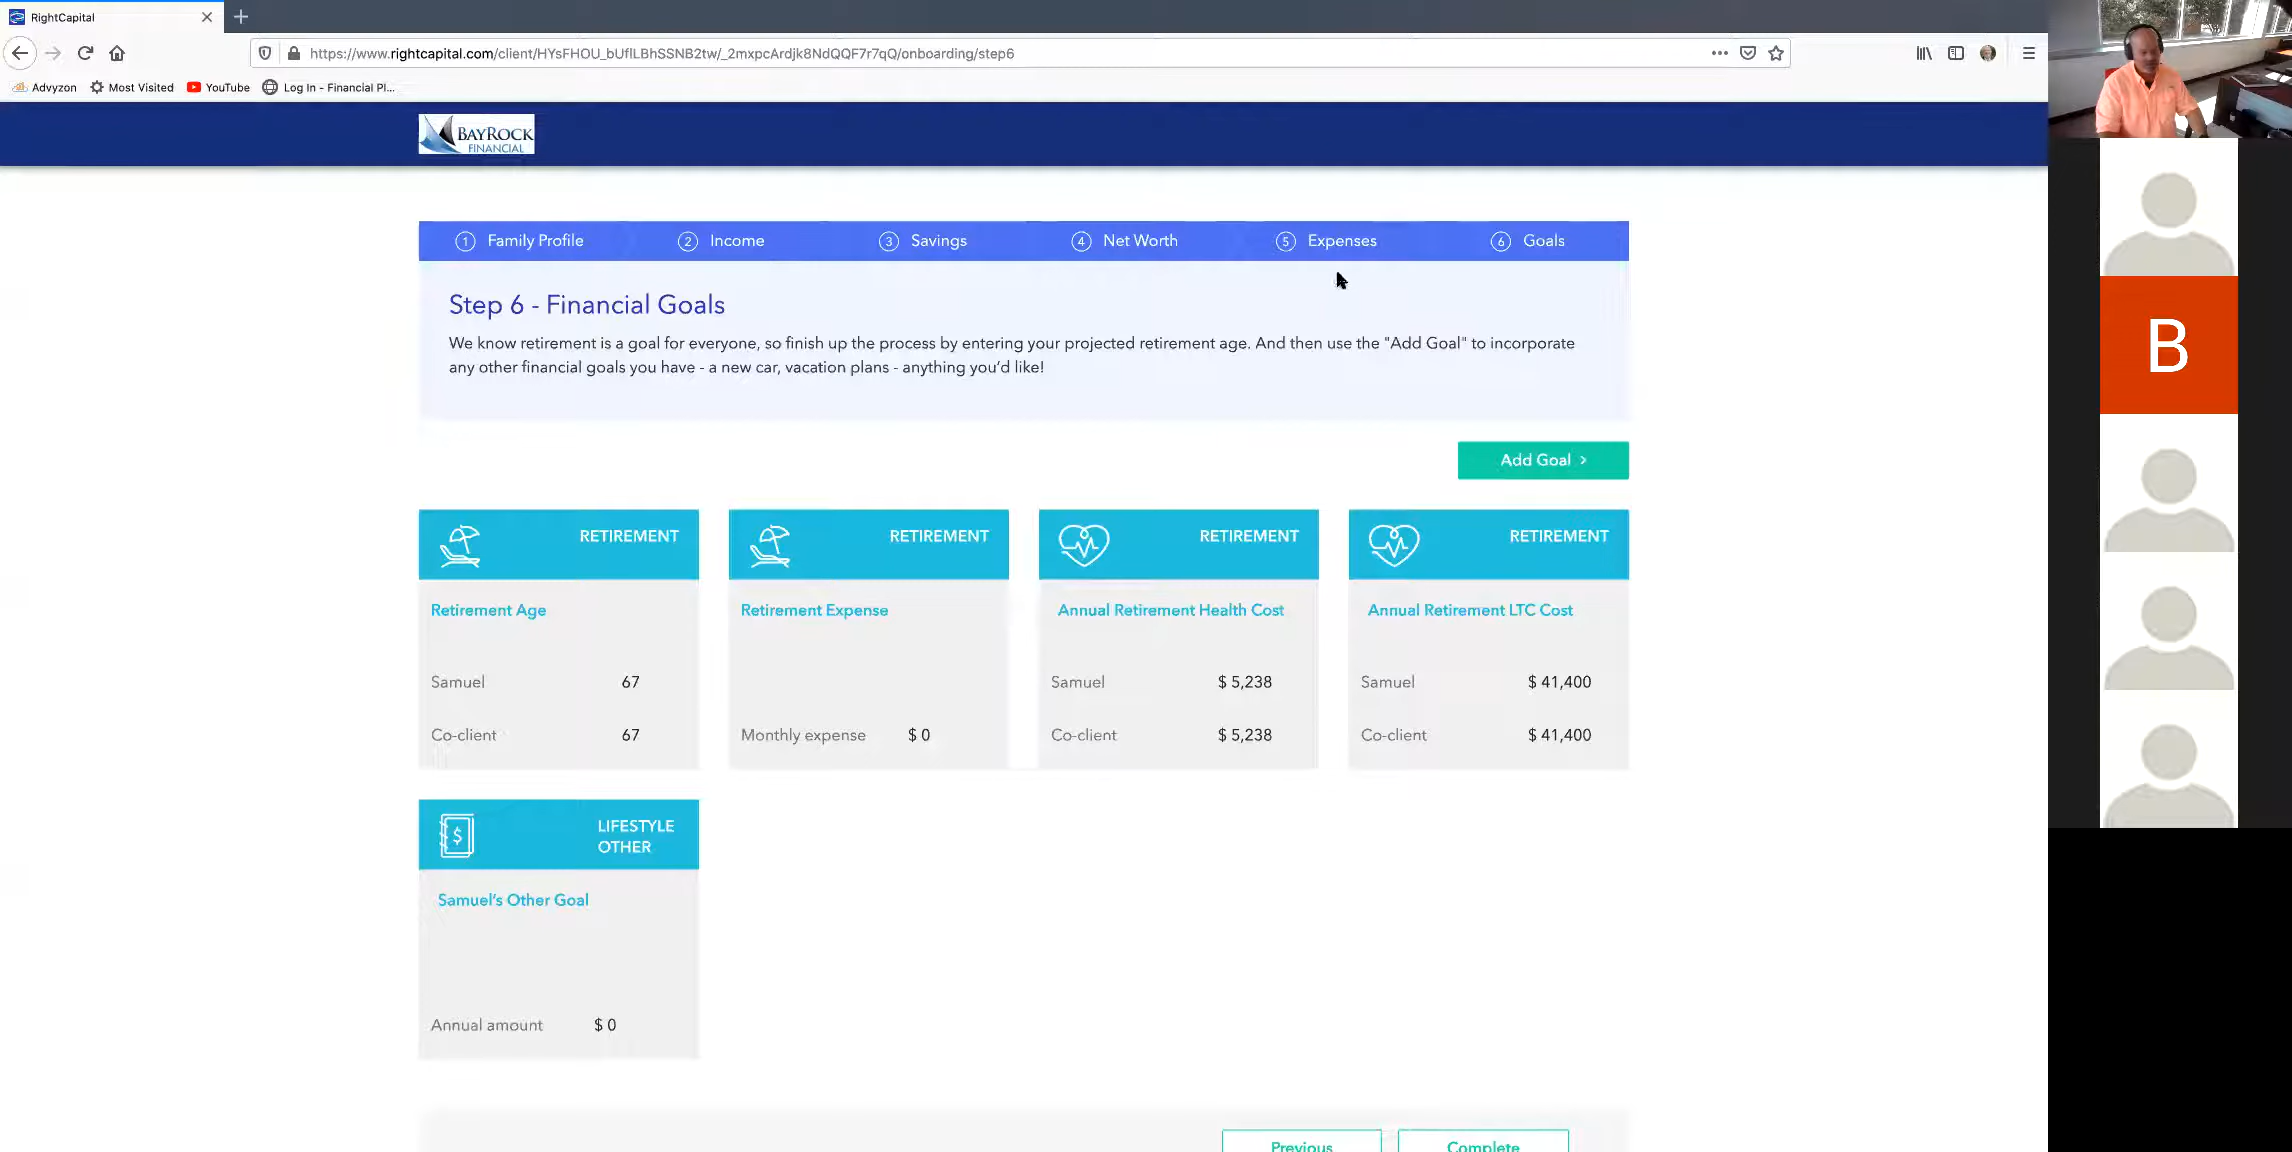 RightCapital
https://www.rightcapital.com/client/HYsFHOU_bUflLBhSSNB2tw/_2mxpcArdjk8NdQQF7r7qQ/onboarding/step6
Advyzon Most Visited YouTube Log In - Financial Pl...
BAYROCK
FINANCIAL
1 Family Profile 2 Income 3 Savings 4 Net Worth 5 Expenses 6 Goals
Step 6 - Financial Goals
We know retirement is a goal for everyone, so finish up the process by entering your projected retirement age. And then use the "Add Goal" to incorporate
any other financial goals you have - a new car, vacation plans - anything you'd like!
B
Add Goal >
RETIREMENT
Retirement Age
Samuel 67
Co-client 67
RETIREMENT
Retirement Expense
Monthly expense $ 0
RETIREMENT
Annual Retirement Health Cost
Samuel $ 5,238
Co-client $ 5,238
RETIREMENT
Annual Retirement LTC Cost
Samuel $ 41,400
Co-client $ 41,400
LIFESTYLE
OTHER
Samuel's Other Goal
Annual amount $ 0
Previous Complete